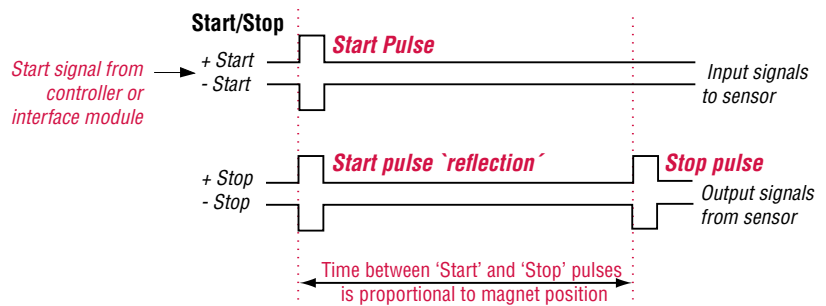 Start/Stop
Start Pulse
+ Start
- Start
Start signal from
controller or
interface module
Input signals
to sensor
Start pulse `reflection´
Stop pulse
+ Stop
- Stop
Output signals
from sensor
Time between ‘Start’ and ‘Stop’ pulses
is proportional to magnet position